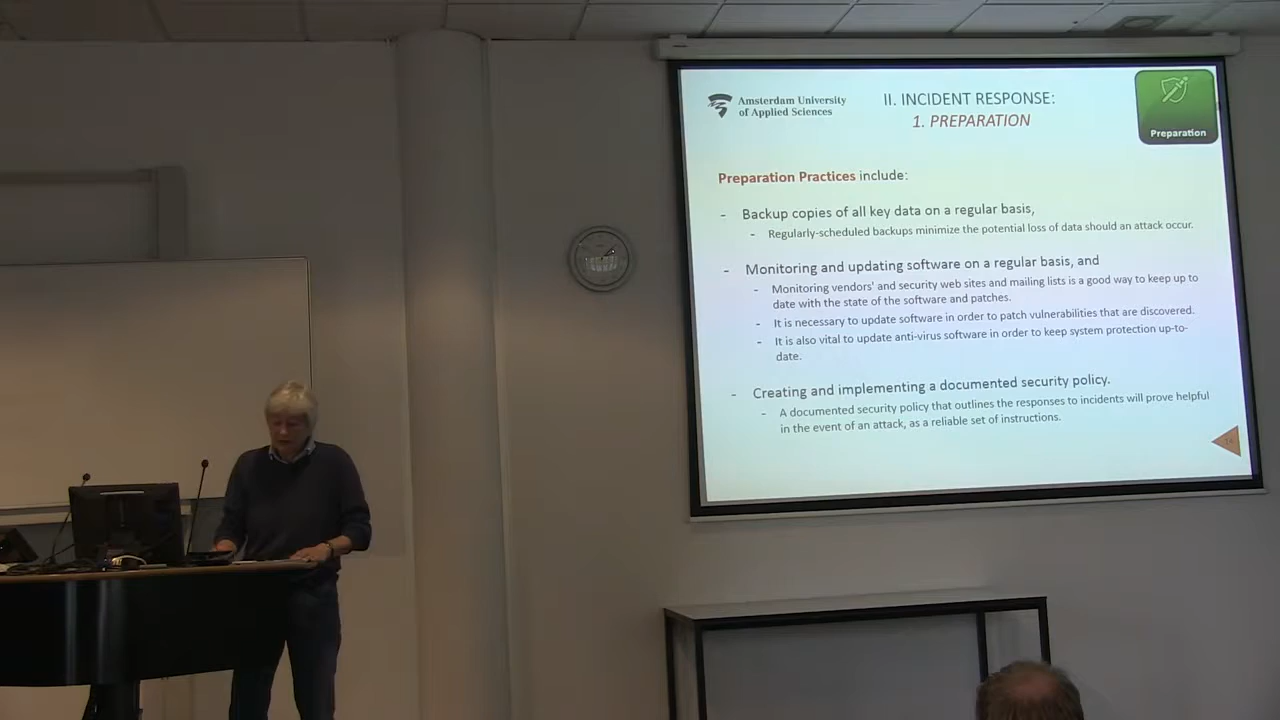 Amsterdam University
of Applied Sciences
II. INCIDENT RESPONSE:
1. PREPARATION
Preparation
Preparation Practices include:
- Backup copies of all key data on a regular basis,
- Regularly-scheduled backups minimize the potential loss of data should an attack occur.
- Monitoring and updating software on a regular basis, and
- Monitoring vendors' and security web sites and mailing lists is a good way to keep up to
date with the state of the software and patches.
- It is necessary to update software in order to patch vulnerabilities that are discovered.
- It is also vital to update anti-virus software in order to keep system protection up-to-
date.
- Creating and implementing a documented security policy.
- A documented security policy that outlines the responses to incidents will prove helpful
in the event of an attack, as a reliable set of instructions.